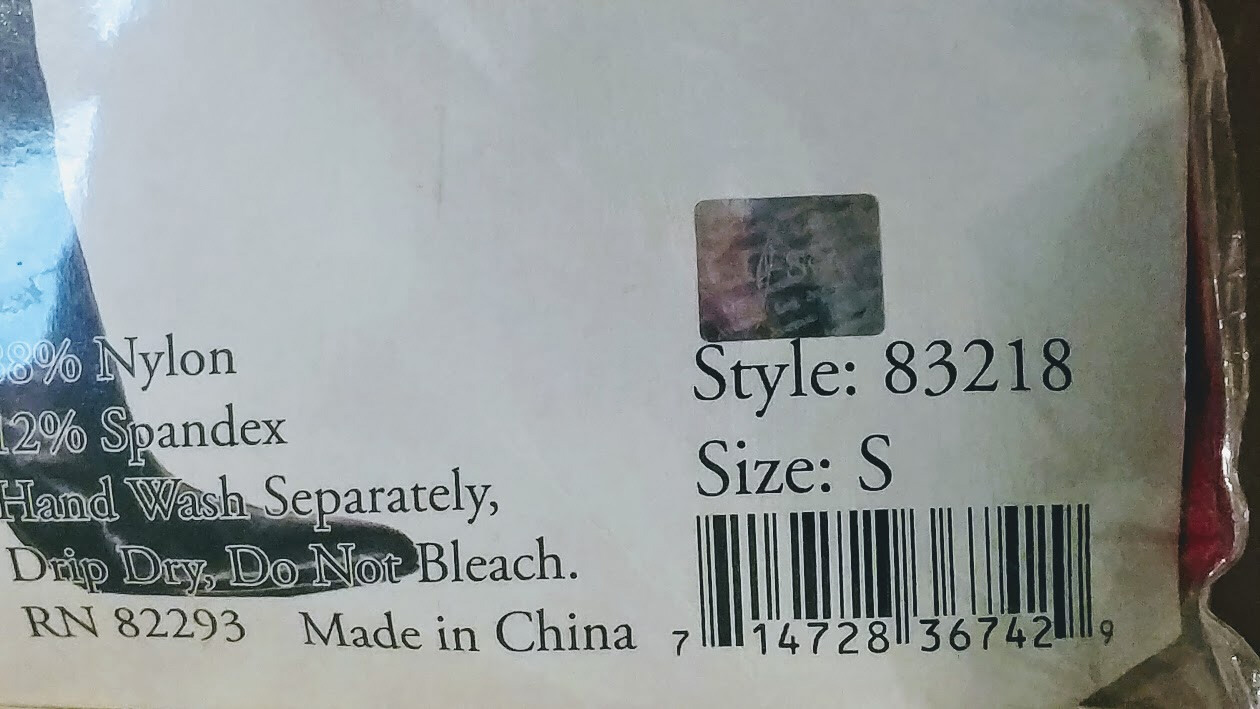 8% Nylon
12% Spandex
Hand Wash Separately,
Drip Dry, Do Not Bleach.
RN 82293 Made in China
Style: 83218
Size: S
7 14728 36742 9